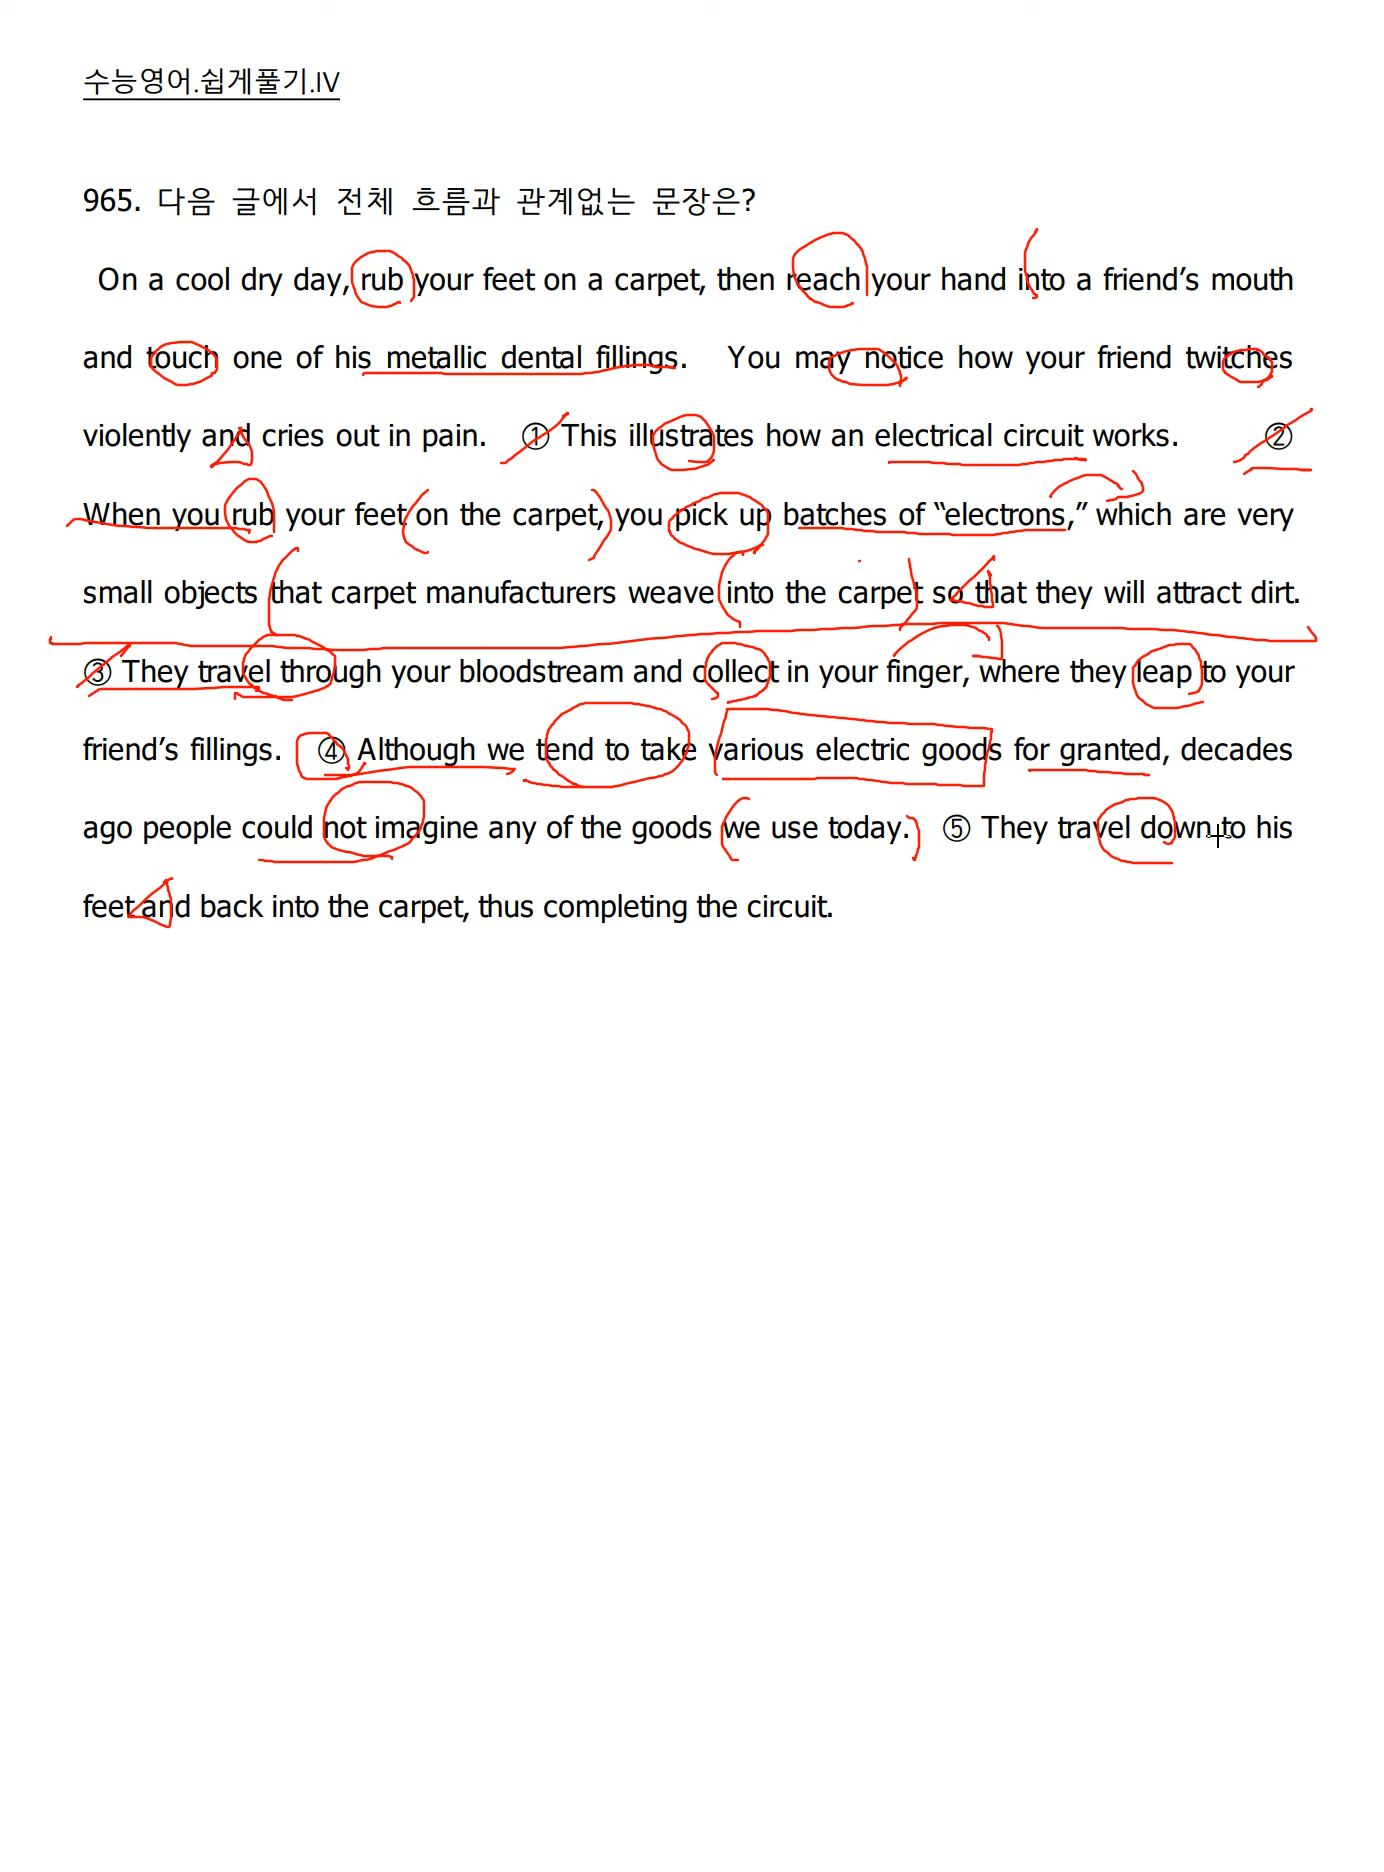 수능영어.쉽게풀기.IV
965. 다음 글에서 전체 흐름과 관계없는 문장은?
On a cool dry day, rub your feet on a carpet, then reach your hand into a friend’s mouth
and touch one of his metallic dental fillings. You may notice how your friend twitches
violently and cries out in pain. ① This illustrates how an electrical circuit works. ②
When you rub your feet on the carpet, you pick up batches of “electrons,” which are very
small objects that carpet manufacturers weave into the carpet so that they will attract dirt.
③ They travel through your bloodstream and collect in your finger, where they leap to your
friend’s fillings. ④ Although we tend to take various electric goods for granted, decades
ago people could not imagine any of the goods we use today. ⑤ They travel down to his
feet and back into the carpet, thus completing the circuit.